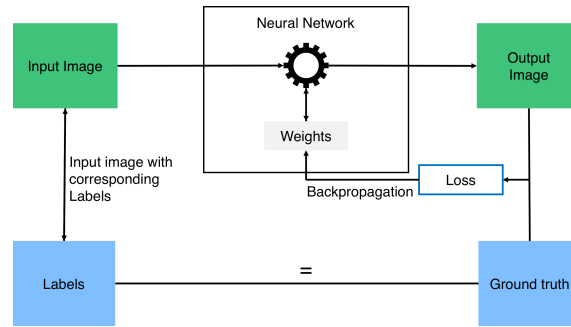 Neural Network
Input Image
Output
Image
Weights
Input image with
corresponding
Labels
Backpropagation
Loss
Labels
=
Ground truth